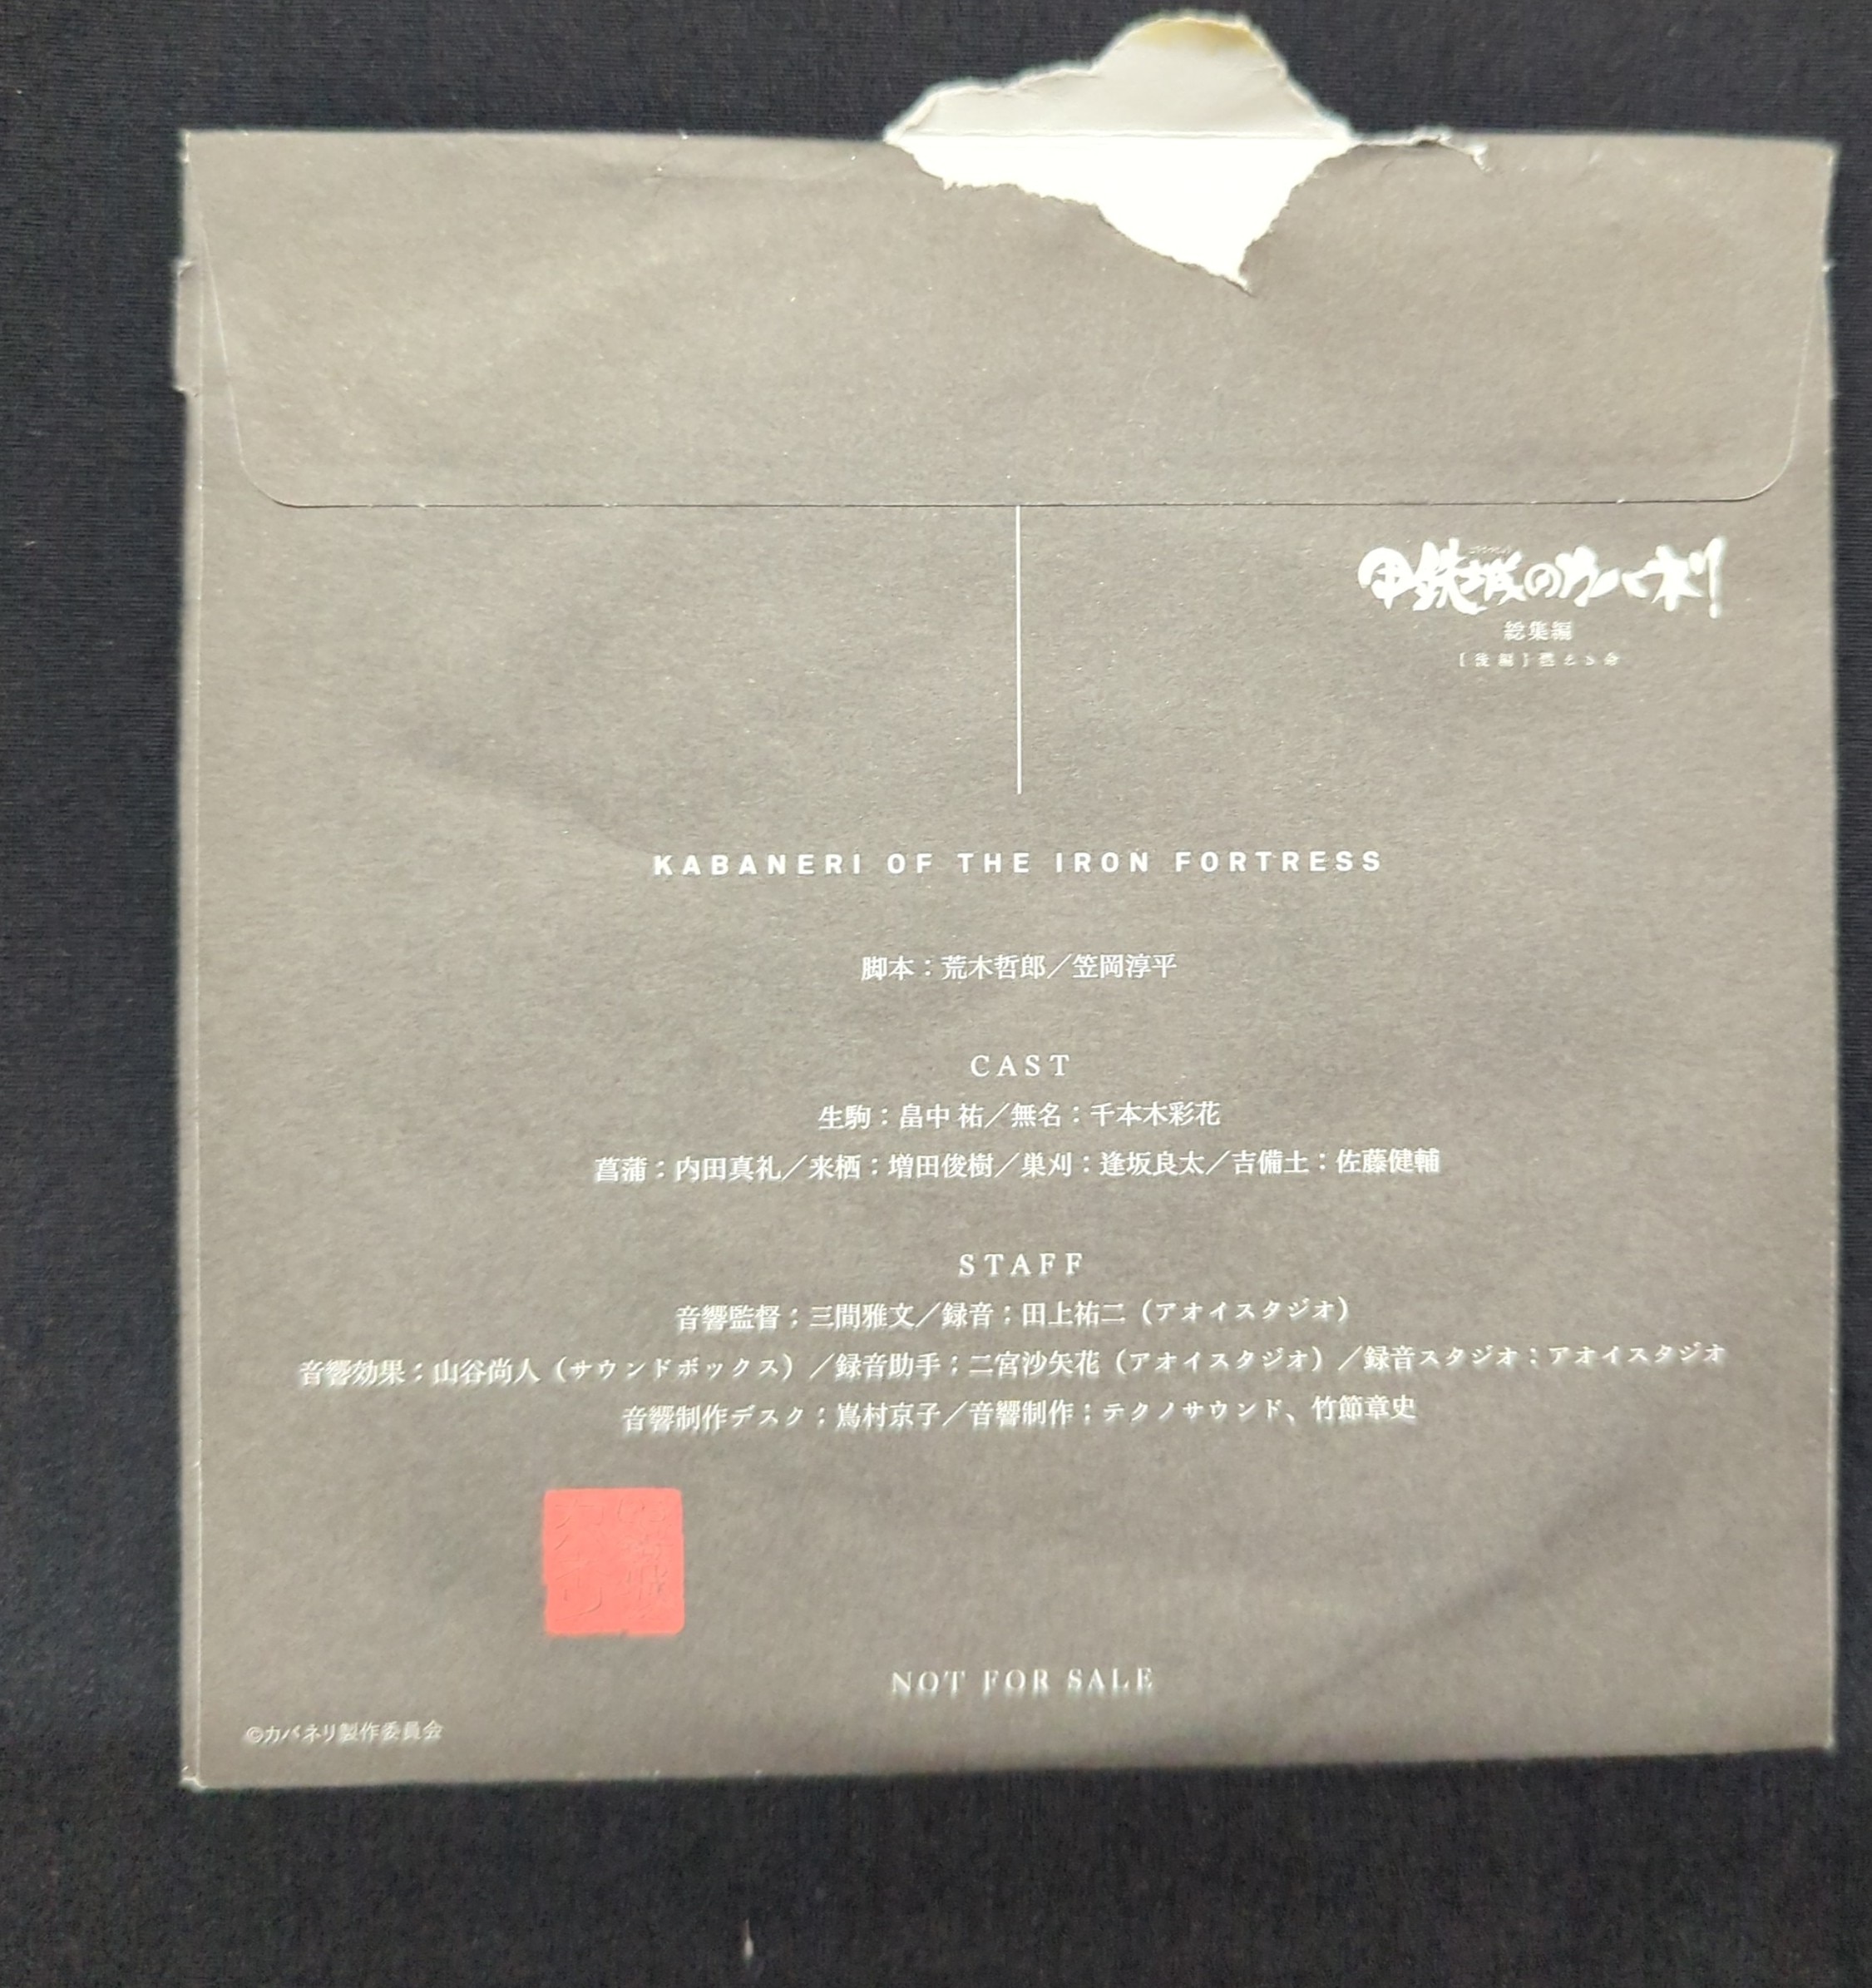 甲鉄城のカバネリ
総集編
[後編] 燃える命
KABANERI OF THE IRON FORTRESS
脚本：荒木哲郎／笠岡淳平
CAST
生駒：畠中 祐／無名：千本木彩花
菖蒲：内田真礼／来栖：増田俊樹／巣刈：逢坂良太／吉備土：佐藤健輔
STAFF
音響監督：三間雅文／録音：田上祐二（アオイスタジオ）
音響効果：山谷尚人（サウンドボックス）／録音助手：二宮沙矢花（アオイスタジオ）／録音スタジオ：アオイスタジオ
音響制作デスク：嶌村京子／音響制作：テクノサウンド、竹節章史
NOT FOR SALE
©カバネリ製作委員会